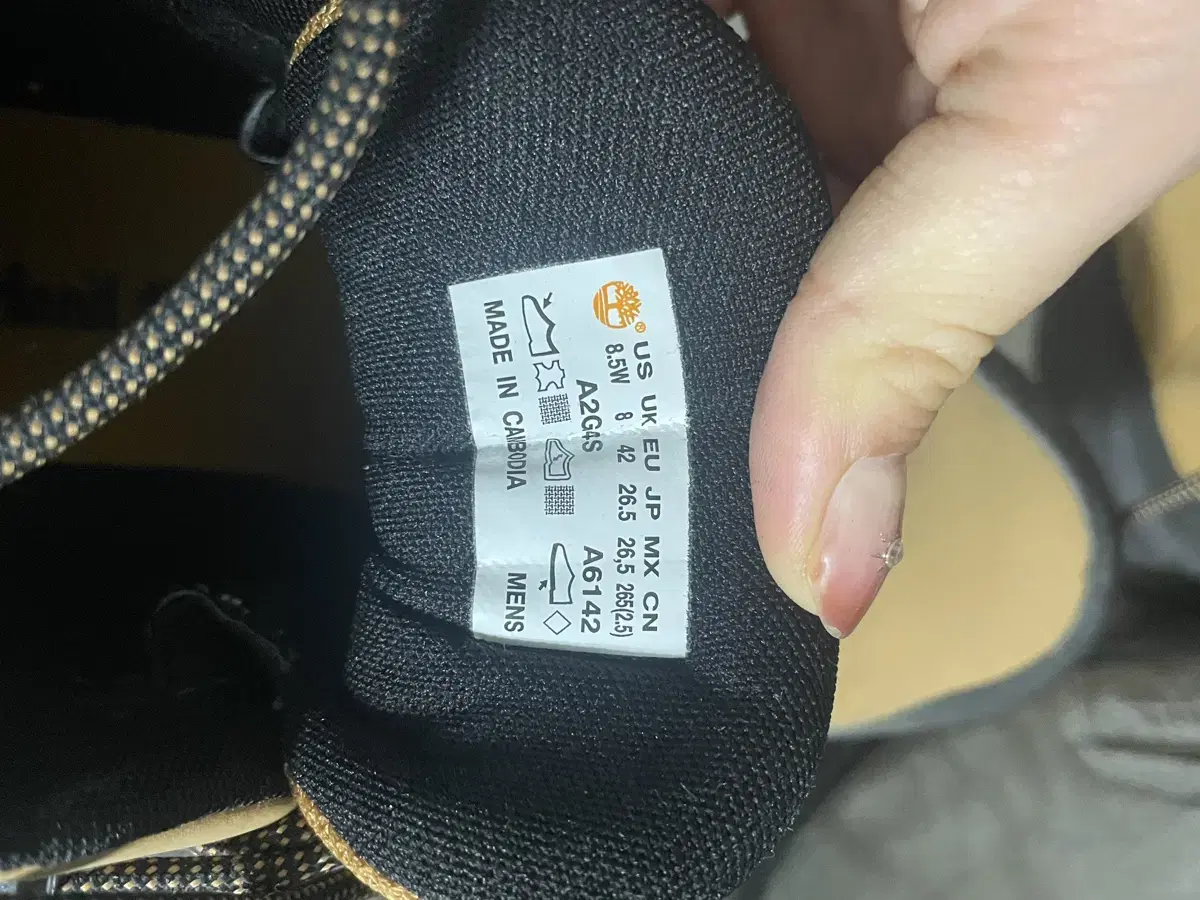 US UK EU JP MX CN
8.5W 8 42 26.5 26,5 265(2.5)
A2G4S A6142
MADE IN CAMBODIA MENS